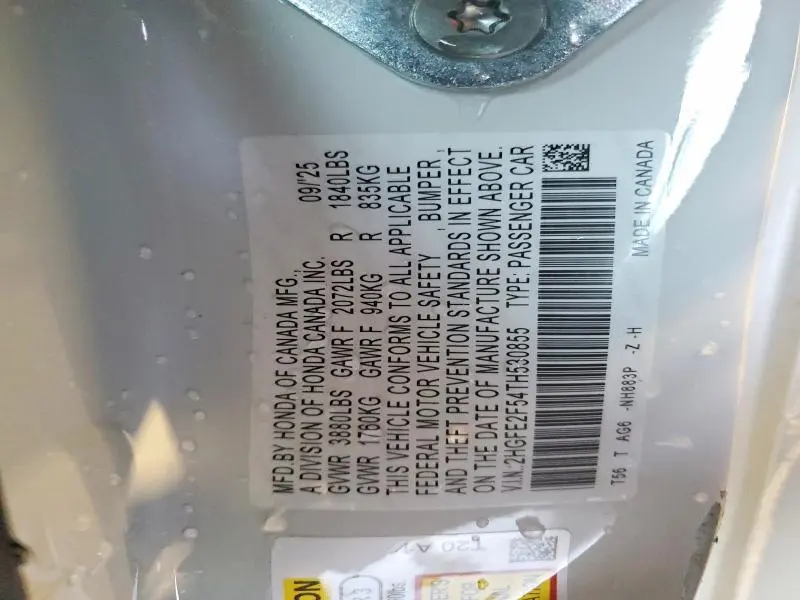 MFD.BY HONDA OF CANADA MFG., 09/'25
A DIVISION OF HONDA CANADA INC.
GVWR 3880LBS GAWR F 2072LBS R 1840LBS
GVWR 1760KG GAWR F 940KG R 835KG
THIS VEHICLE CONFORMS TO ALL APPLICABLE
FEDERAL MOTOR VEHICLE SAFETY , BUMPER ,
AND THEFT PREVENTION STANDARDS IN EFFECT
ON THE DATE OF MANUFACTURE SHOWN ABOVE.
V.I.N.:2HGFE2F54TH530855 TYPE: PASSENGER CAR
T56 T AG6 -NH883P -Z -H MADE IN CANADA
T20 A